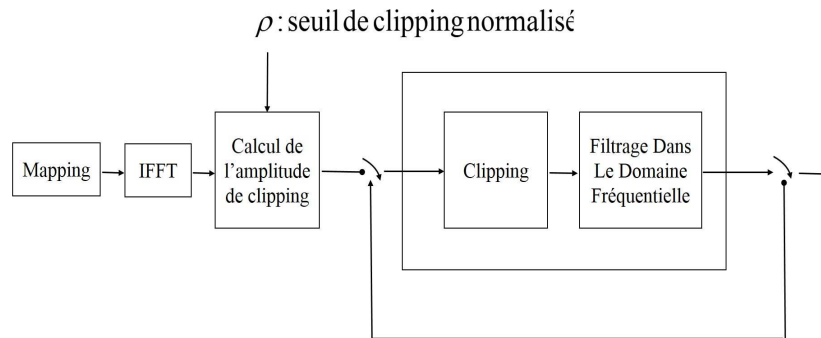 ρ : seuil de clipping normalisé
Mapping
IFFT
Calcul de
l'amplitude
de clipping
Clipping
Filtrage Dans
Le Domaine
Fréquentielle